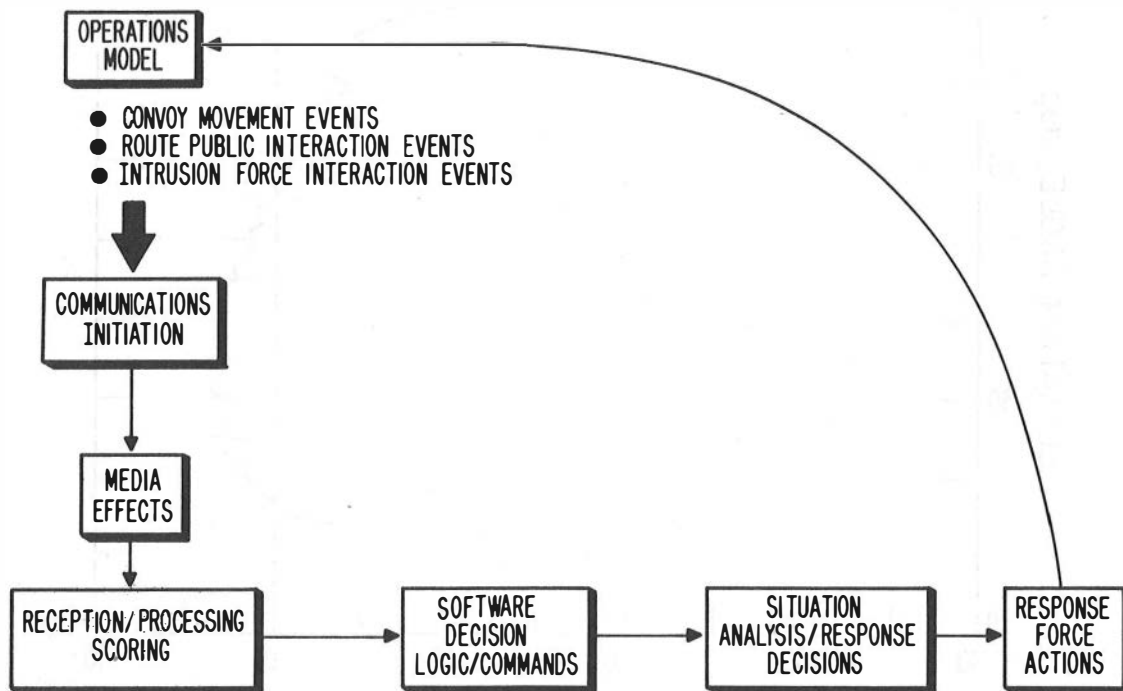 OPERATIONS
MODEL
● CONVOY MOVEMENT EVENTS
● ROUTE PUBLIC INTERACTION EVENTS
● INTRUSION FORCE INTERACTION EVENTS
COMMUNICATIONS
INITIATION
MEDIA
EFFECTS
RECEPTION/PROCESSING
SCORING
SOFTWARE
DECISION
LOGIC/COMMANDS
SITUATION
ANALYSIS/RESPONSE
DECISIONS
RESPONSE
FORCE
ACTIONS